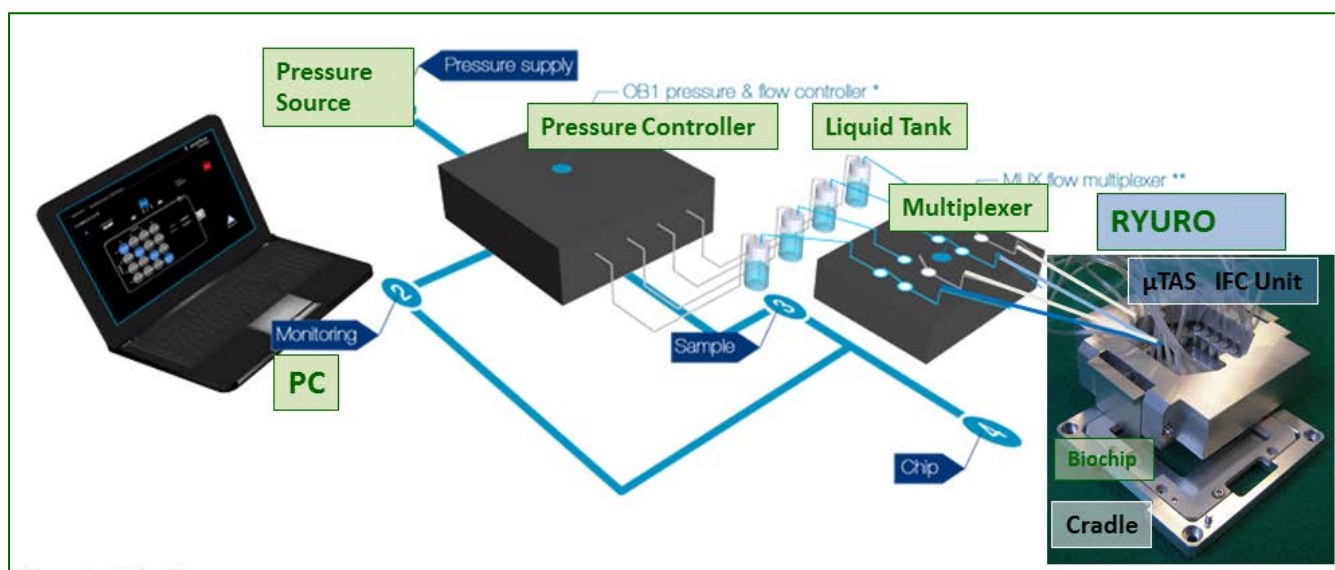 Pressure
Source
Pressure supply
OB1 pressure & flow controller *
Pressure Controller
Liquid Tank
MUX flow multiplexer **
Multiplexer
RYURO
µTAS IFC Unit
2
Monitoring
PC
3
Sample
4
Chip
Biochip
Cradle